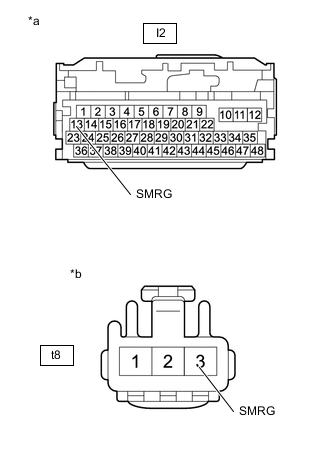 *a
I2
1 2 3 4 5 6 7 8 9 10 11 12
13 14 15 16 17 18 19 20 21 22
23 24 25 26 27 28 29 30 31 32 33 34 35
36 37 38 39 40 41 42 43 44 45 46 47 48
SMRG
*b
t8
1 2 3
SMRG